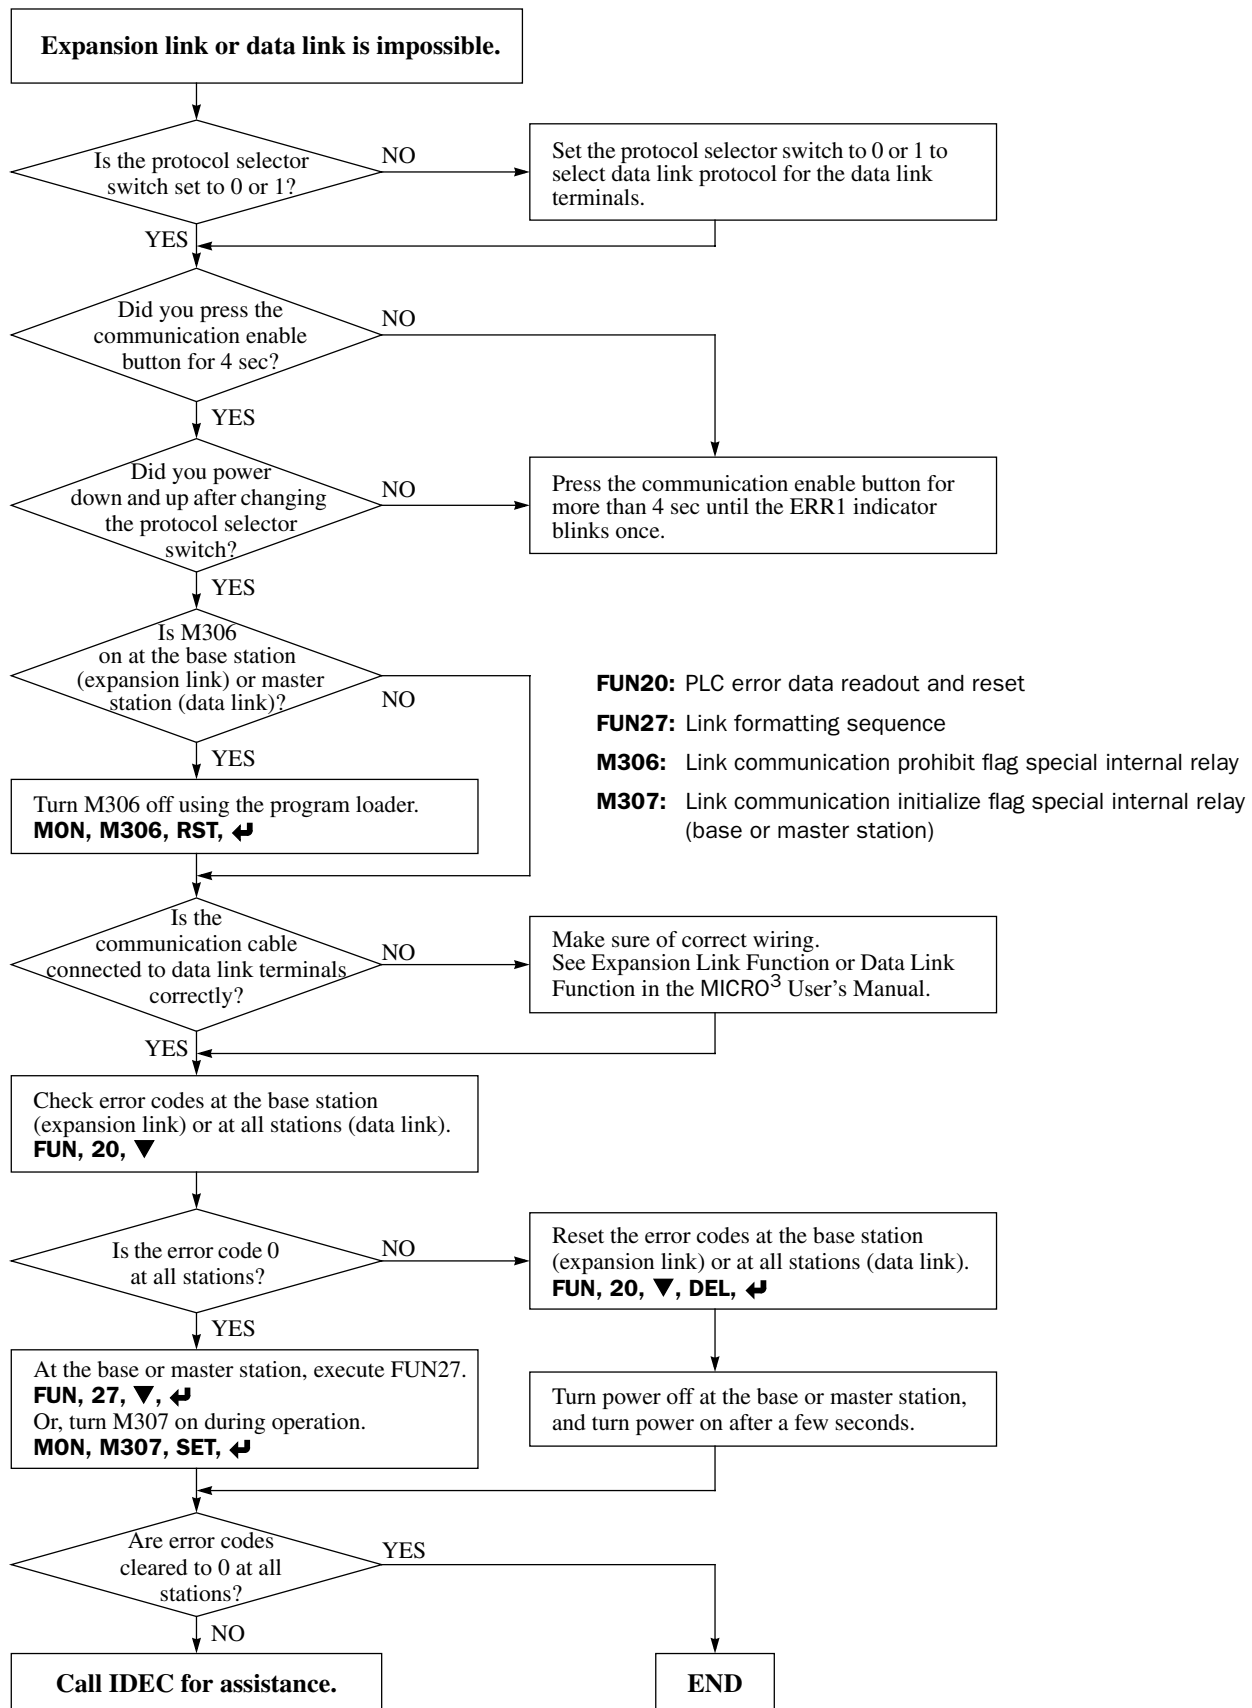 Expansion link or data link is impossible.
Is the protocol selector
switch set to 0 or 1?
NO
Set the protocol selector switch to 0 or 1 to
select data link protocol for the data link
terminals.
YES
Did you press the
communication enable
button for 4 sec?
NO
YES
Did you power
down and up after changing
the protocol selector
switch?
NO
Press the communication enable button for
more than 4 sec until the ERR1 indicator
blinks once.
YES
Is M306
on at the base station
(expansion link) or master
station (data link)?
NO
FUN20: PLC error data readout and reset
FUN27: Link formatting sequence
M306: Link communication prohibit flag special internal relay
M307: Link communication initialize flag special internal relay
(base or master station)
YES
Turn M306 off using the program loader.
MON, M306, RST, ↵
Is the
communication cable
connected to data link terminals
correctly?
NO
Make sure of correct wiring.
See Expansion Link Function or Data Link
Function in the MICRO³ User's Manual.
YES
Check error codes at the base station
(expansion link) or at all stations (data link).
FUN, 20, ▼
Is the error code 0
at all stations?
NO
Reset the error codes at the base station
(expansion link) or at all stations (data link).
FUN, 20, ▼, DEL, ↵
YES
At the base or master station, execute FUN27.
FUN, 27, ▼, ↵
Or, turn M307 on during operation.
MON, M307, SET, ↵
Turn power off at the base or master station,
and turn power on after a few seconds.
Are error codes
cleared to 0 at all
stations?
YES
NO
Call IDEC for assistance.
END